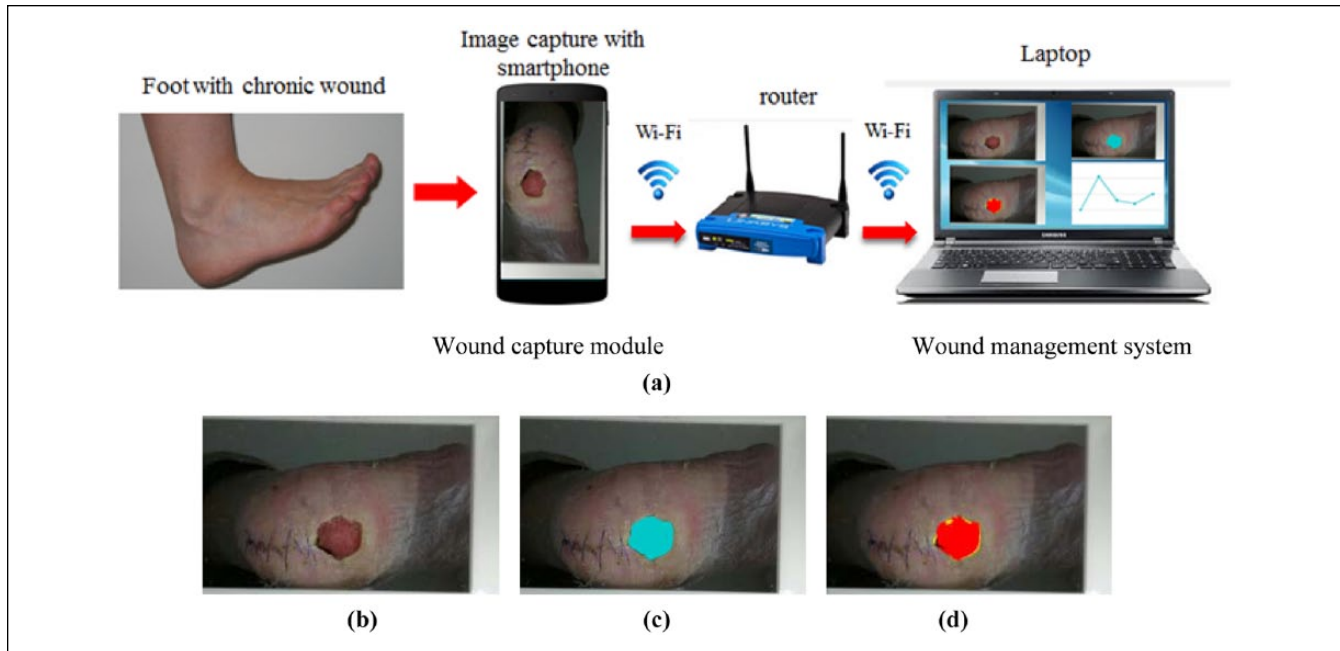 Image capture with
smartphone
Foot with chronic wound
Wi-Fi
router
Wi-Fi
Laptop
SAMSUNG
Wound capture module
Wound management system
(a)
(b)
(c)
(d)